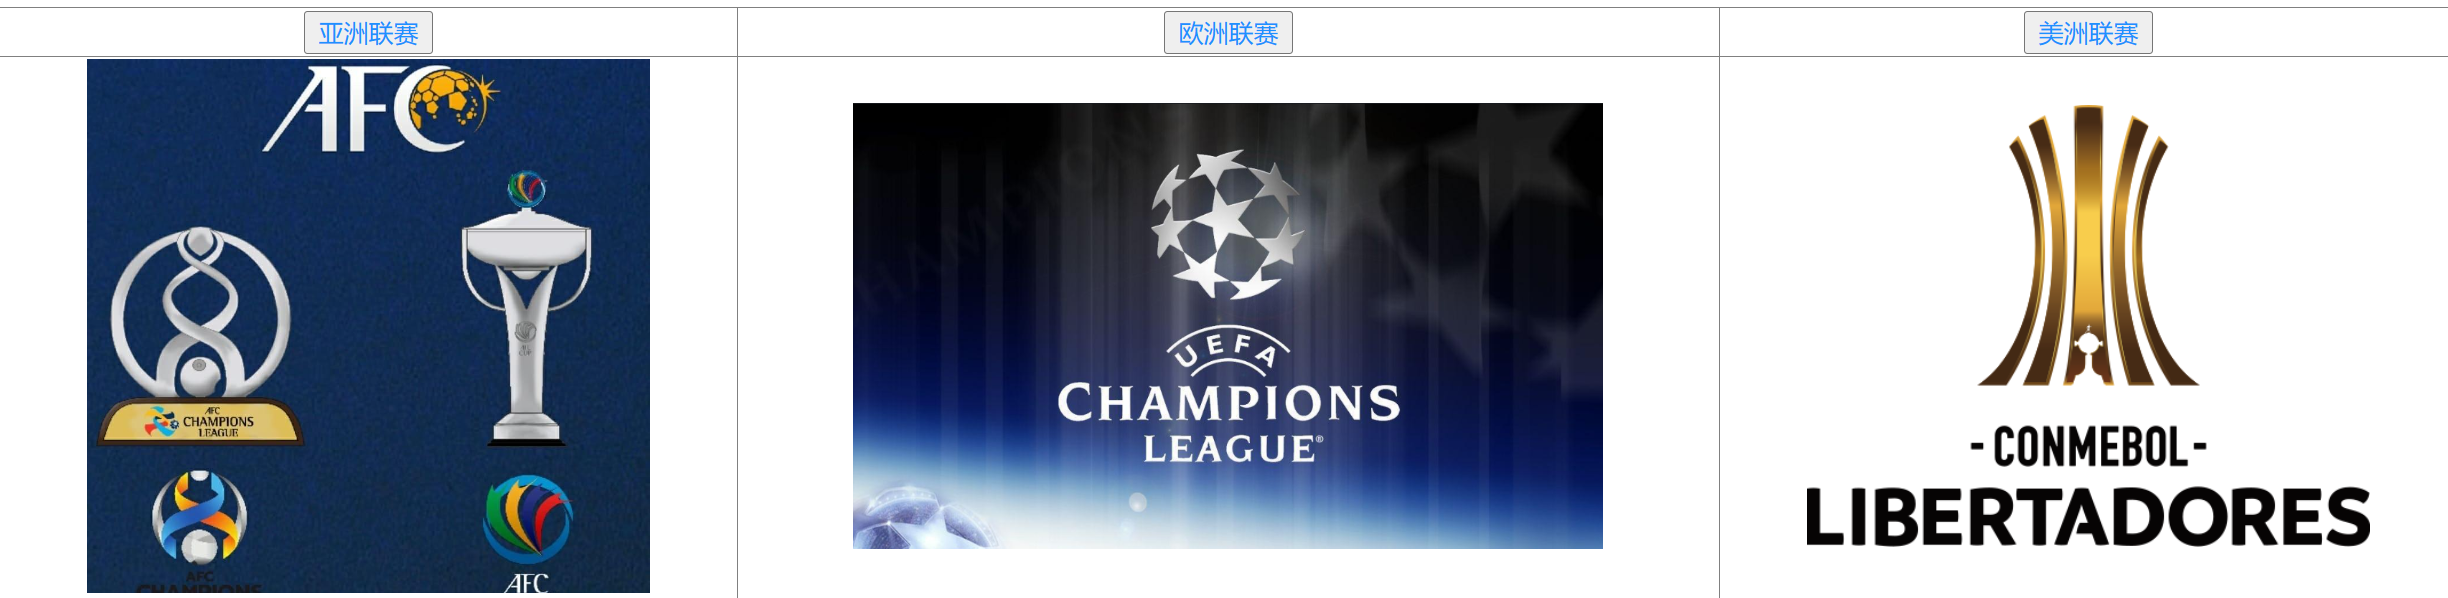 亚洲联赛
欧洲联赛
美洲联赛
AFC
AFC
CHAMPIONS
LEAGUE
AFC
CHAMPIONS
AFC
UEFA
CHAMPIONS
LEAGUE®
-CONMEBOL-
LIBERTADORES